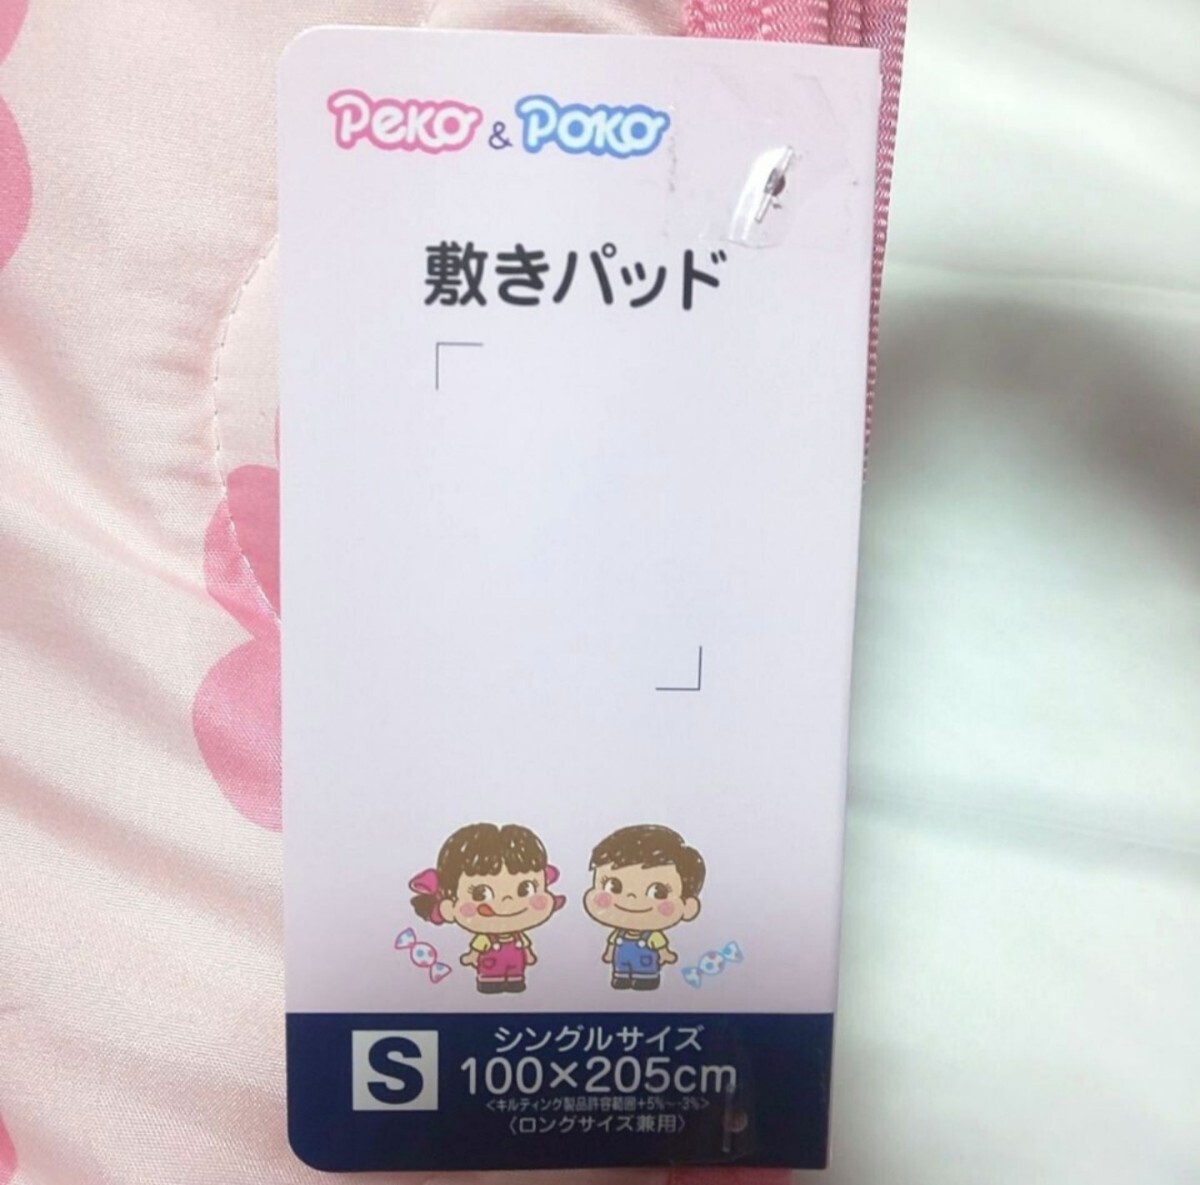 Peko & Poko
敷きパッド
S
シングルサイズ
100×205cm
<キルティング製品許容範囲+5%~-3%>
〈ロングサイズ兼用〉